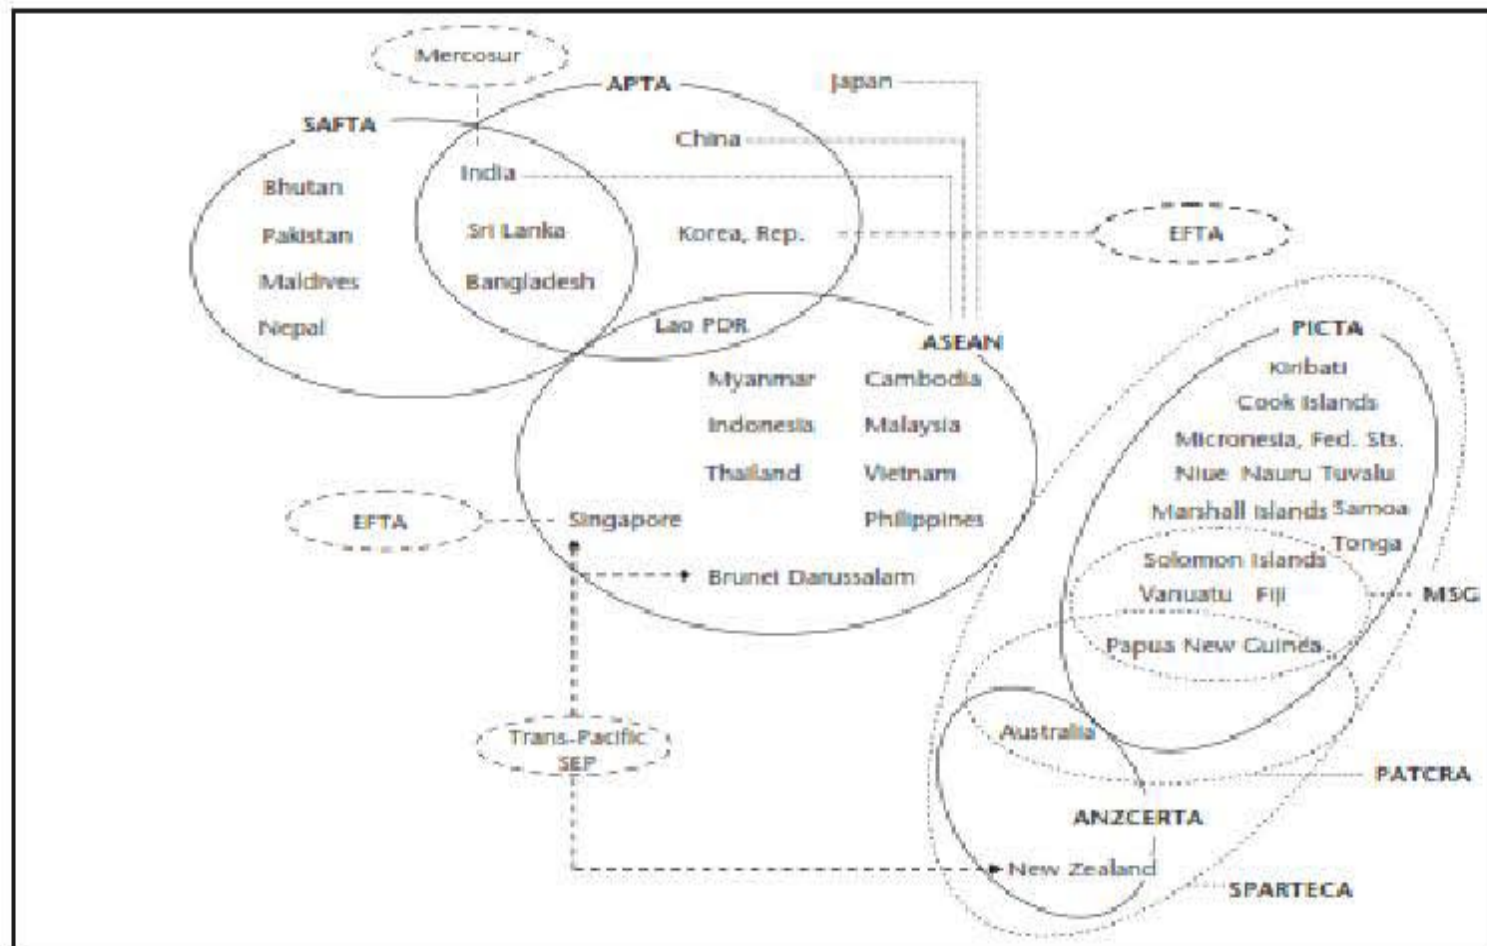 Mercosur
APTA
Japan
SAFTA
China
Bhutan
India
Pakistan
Sri Lanka
Korea, Rep.
EFTA
Maldives
Bangladesh
Nepal
Lao PDR
ASEAN
PICTA
Myanmar
Cambodia
Kiribati
Cook Islands
Indonesia
Malaysia
Micronesia, Fed. Sts.
Thailand
Vietnam
Niue Nauru Tuvalu
EFTA
Singapore
Philippines
Marshall Islands Samoa
Tonga
Solomon Islands
Brunei Darussalam
Vanuatu Fiji
MSG
Papua New Guinea
Trans-Pacific
SEP
Australia
PATCRA
ANZCERTA
New Zealand
SPARTECA